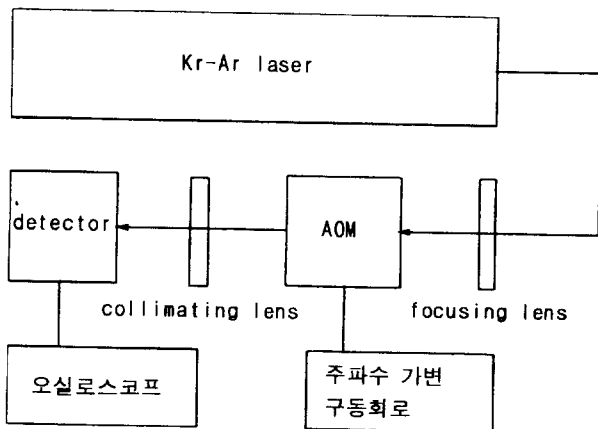 Kr-Ar laser
detector
AOM
collimating lens
focusing lens
오실로스코프
주파수 가변
구동회로